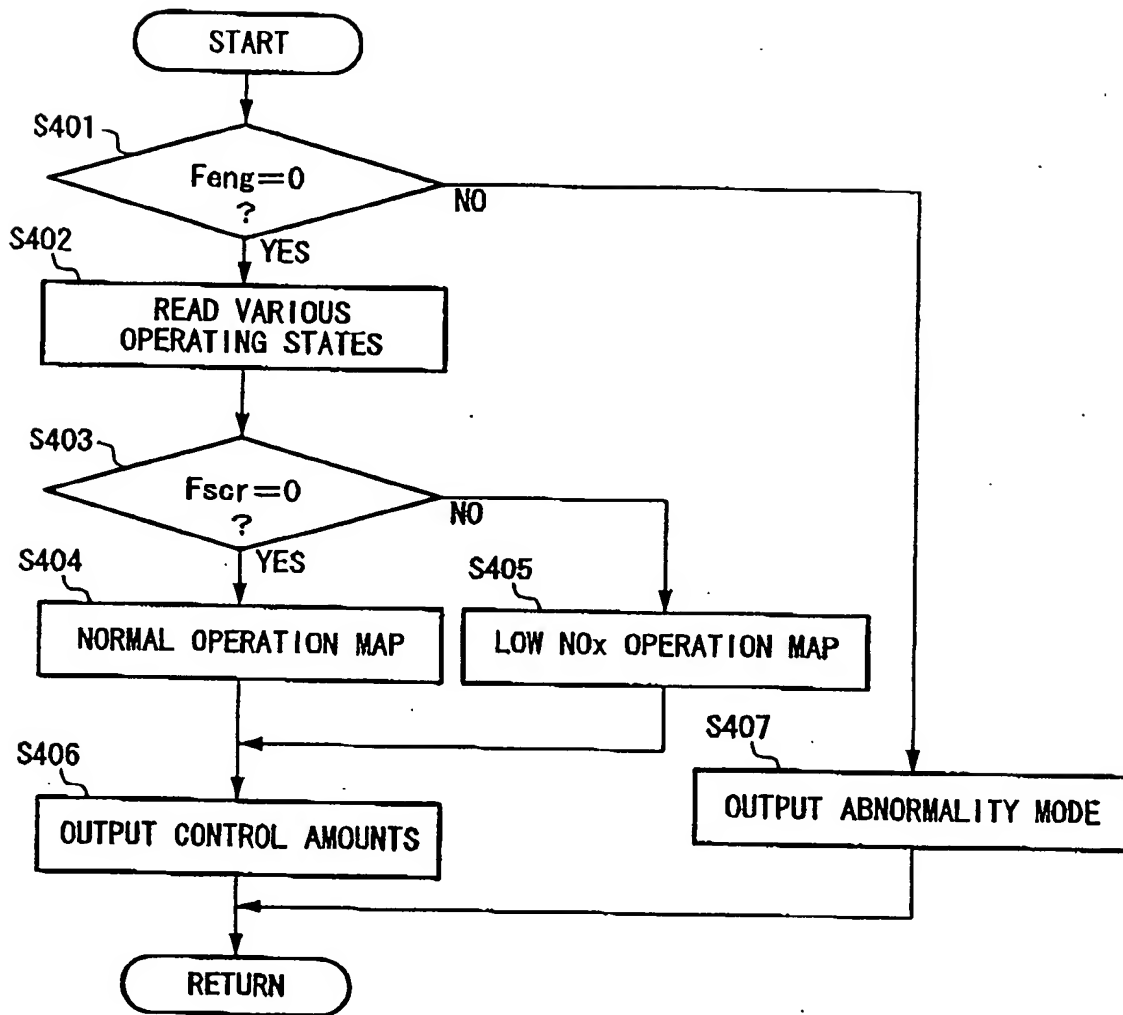 START
S401
Feng=0
?
NO
YES
S402
READ VARIOUS
OPERATING STATES
S403
Fscr=0
?
NO
YES
S404
NORMAL OPERATION MAP
S405
LOW NOx OPERATION MAP
S406
OUTPUT CONTROL AMOUNTS
S407
OUTPUT ABNORMALITY MODE
RETURN